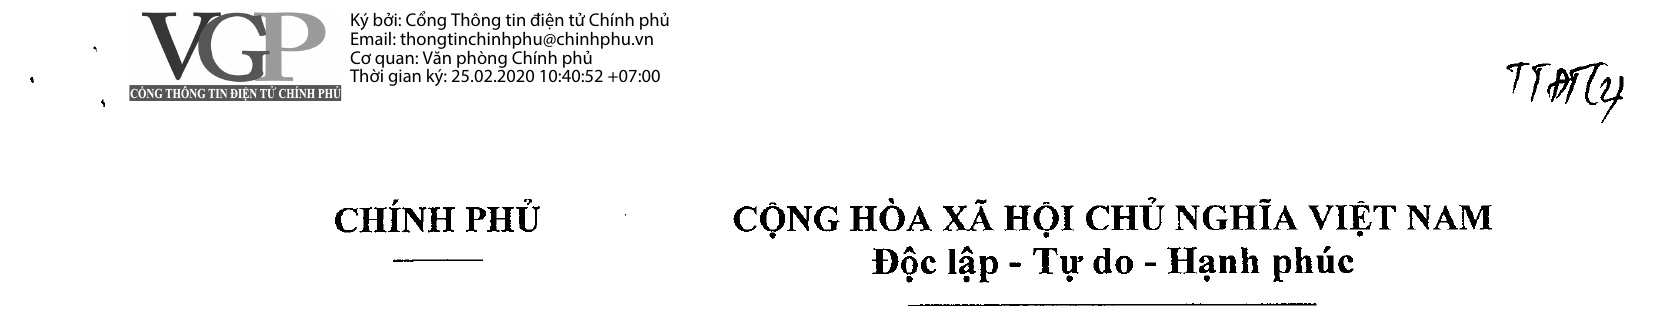 VGP
CỔNG THÔNG TIN ĐIỆN TỬ CHÍNH PHỦ
Ký bởi: Cổng Thông tin điện tử Chính phủ
Email: thongtinchinhphu@chinhphu.vn
Cơ quan: Văn phòng Chính phủ
Thời gian ký: 25.02.2020 10:40:52 +07:00
TTĐT(4
CHÍNH PHỦ
CỘNG HÒA XÃ HỘI CHỦ NGHĨA VIỆT NAM
Độc lập - Tự do - Hạnh phúc